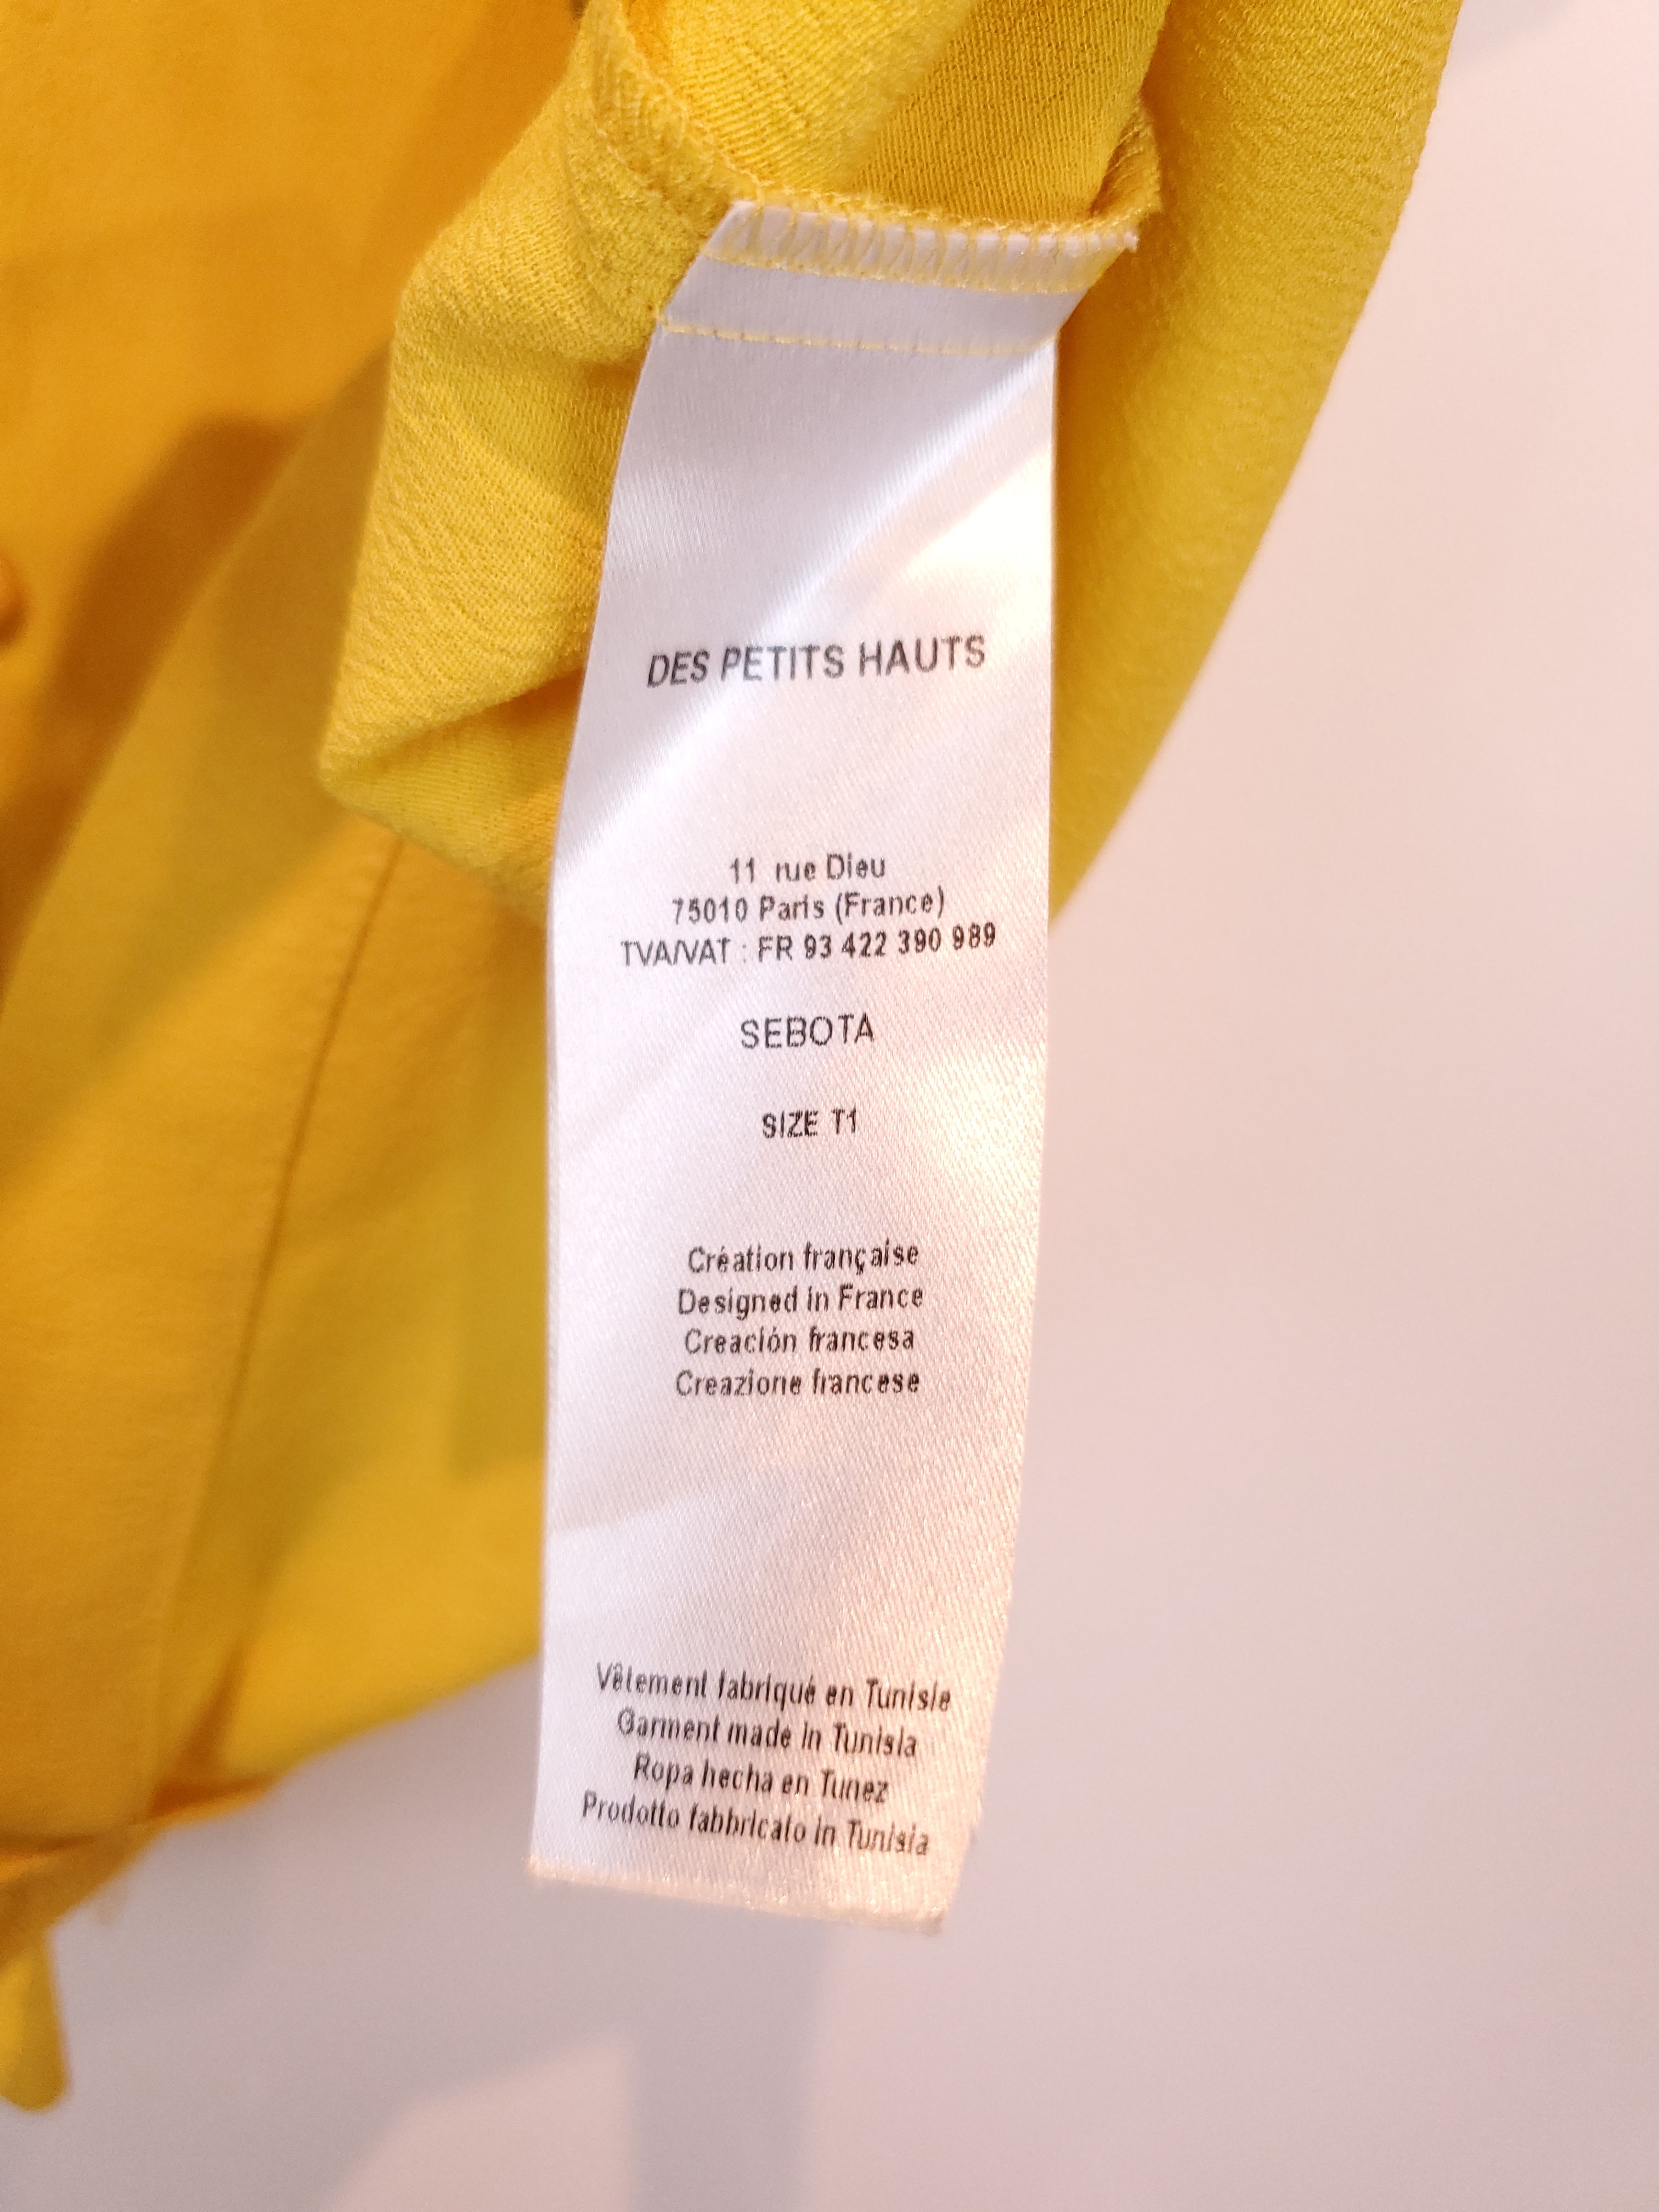 DES PETITS HAUTS
11 rue Dieu
75010 Paris (France)
TVA/VAT : FR 93 422 390 989
SEBOTA
SIZE T1
Création française
Designed in France
Creación francesa
Creazione francese
Vêtement fabriqué en Tunisie
Garment made in Tunisia
Ropa hecha en Tunez
Prodotto fabbricato in Tunisia